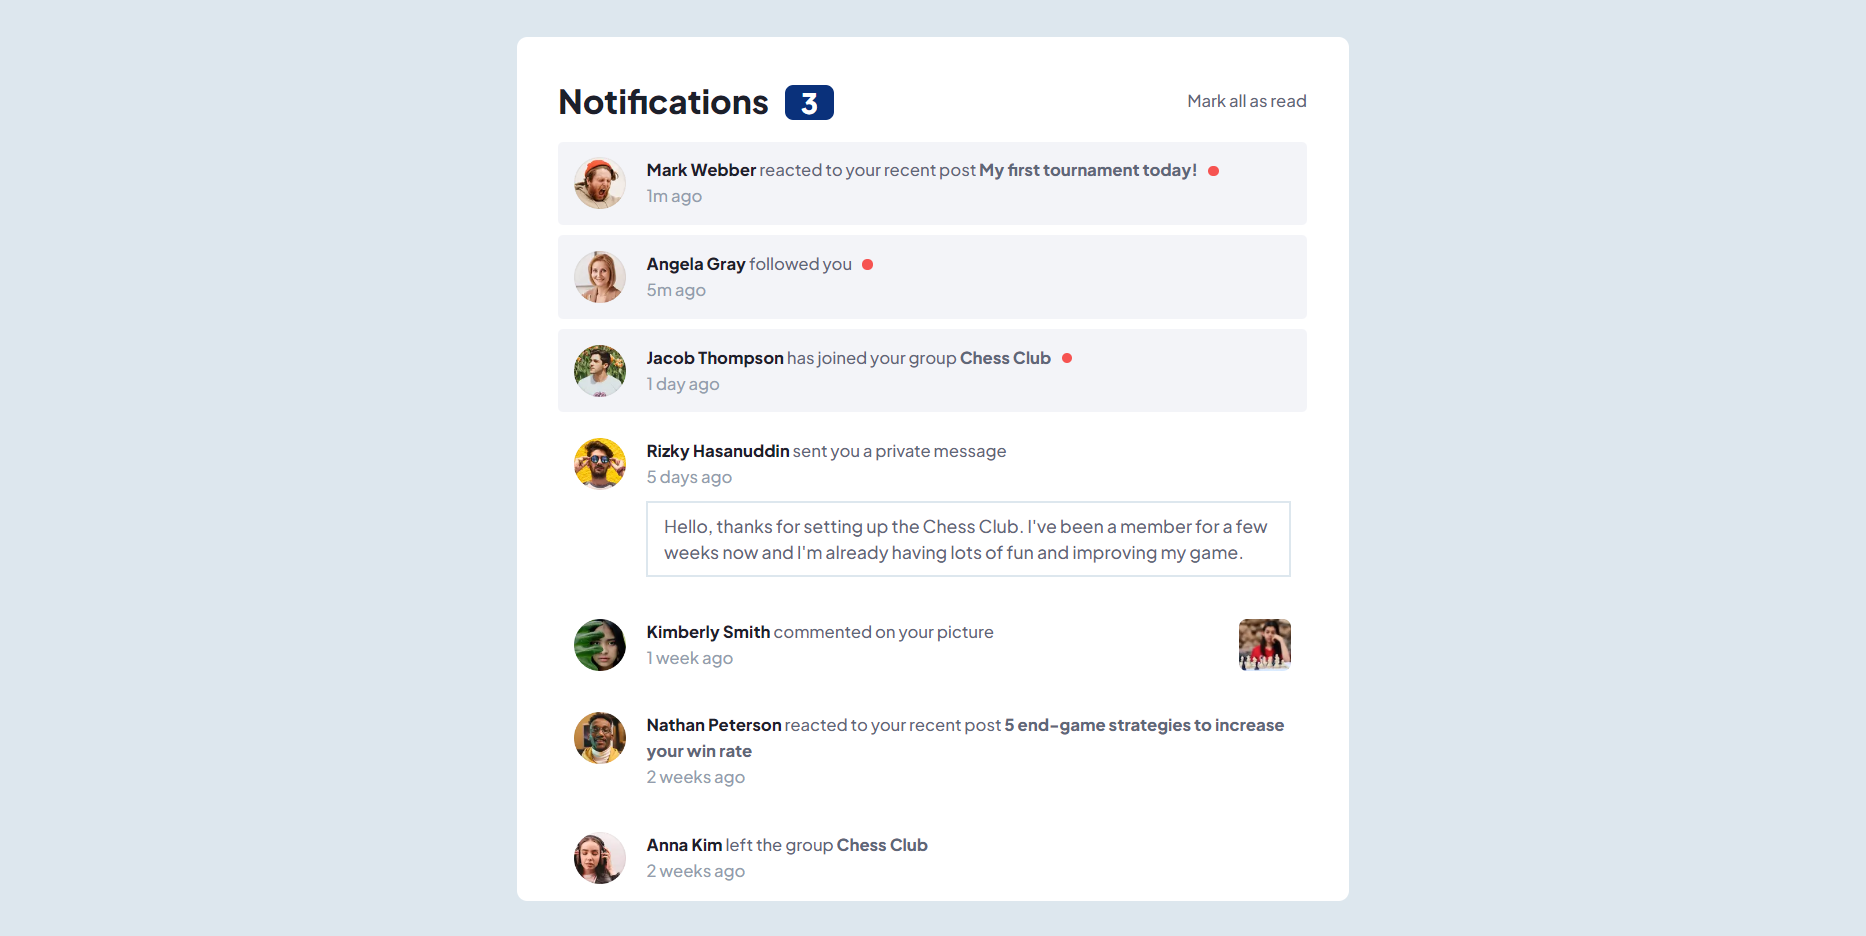 Notifications 3
Mark all as read
Mark Webber reacted to your recent post My first tournament today!
1m ago
Angela Gray followed you
5m ago
Jacob Thompson has joined your group Chess Club
1 day ago
Rizky Hasanuddin sent you a private message
5 days ago
Hello, thanks for setting up the Chess Club. I've been a member for a few
weeks now and I'm already having lots of fun and improving my game.
Kimberly Smith commented on your picture
1 week ago
Nathan Peterson reacted to your recent post 5 end-game strategies to increase
your win rate
2 weeks ago
Anna Kim left the group Chess Club
2 weeks ago